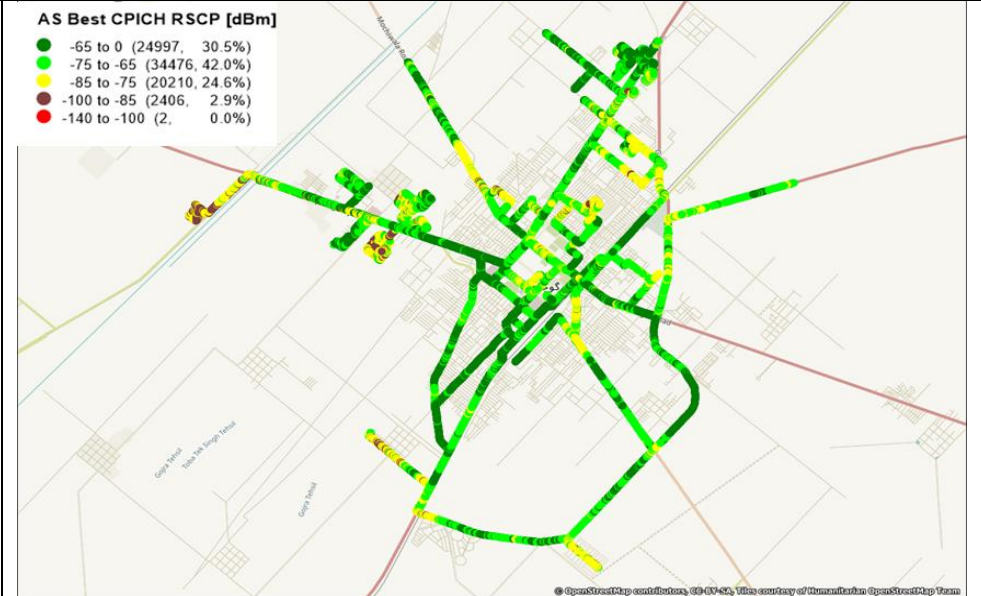 AS Best CPICH RSCP [dBm]
-65 to 0 (24997, 30.5%)
-75 to -65 (34476, 42.0%)
-85 to -75 (20210, 24.6%)
-100 to -85 (2406, 2.9%)
-140 to -100 (2, 0.0%)
Mochiwala Road
Gojra Tehsil
Toba Tek Singh Tehsil
Gojra Tehsil
© OpenStreetMap contributors, CC-BY-SA, Tiles courtesy of Humanitarian OpenStreetMap Team